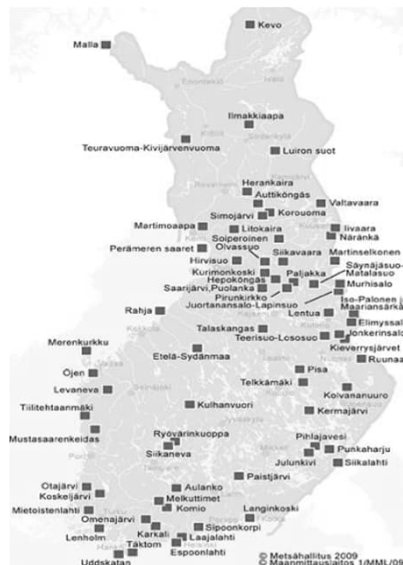 Kevo
Malla
Ilmakkiaapa
Teuravuoma-Kivijärvenvuoma
Luiron suot
Herankaira
Auttiköngäs
Valtavaara
Korouoma
Simojärvi
Martimoaapa
Litokaira
Iivaara
Näränkä
Soiperoinen
Perämeren saaret
Olvassuo
Hirvisuo
Siikavaara
Martinselkonen
Kurimonkoski
Säynäjäsuo-
Matalasuo
Hepoköngäs
Paljakka
Murhisalo
Saarijärvi,Puolanka
Pirunkirkko
Iso-Palonen ja
Maariansärkät
Juortanansalo-Lapinsuo
Rahja
Lentua
Elimyssalo
Talaskangas
Jonkerinsalo
Teerisuo-Lososuo
Kieverrysjärvet
Merenkurkku
Etelä-Sydänmaa
Ruunaa
Öjen
Pisa
Telkkämäki
Levaneva
Koivananuuro
Tiilitehtaanmäki
Kulhanvuori
Kermajärvi
Mustasaarenkeidas
Ryövärinkuoppa
Pihlajavesi
Siikaneva
Punkaharju
Julunkivi
Siikalahti
Otajärvi
Aulanko
Paistjärvi
Koskeljärvi
Melkuttimet
Mietoistenlahti
Komio
Langinkoski
Omenajärvi
Sipoonkorpi
Lenholm
Karkali
Laajalahti
Täktom
Espoonlahti
Uddskatan
© Metsähallitus 2009
© Maanmittauslaitos 1/MML/09